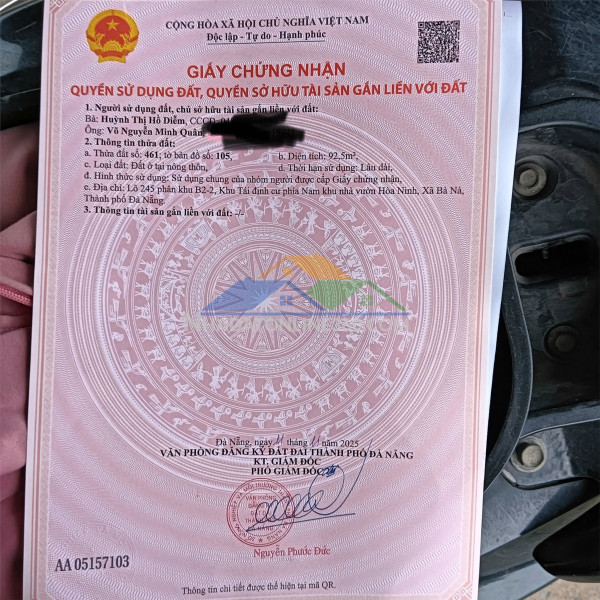 CỘNG HÒA XÃ HỘI CHỦ NGHĨA VIỆT NAM
Độc lập - Tự do - Hạnh phúc
GIẤY CHỨNG NHẬN
QUYỀN SỬ DỤNG ĐẤT, QUYỀN SỞ HỮU TÀI SẢN GẮN LIỀN VỚI ĐẤT
1. Người sử dụng đất, chủ sở hữu tài sản gắn liền với đất:
Bà: Huỳnh Thị Hồ Diễm, CCCD:
Ông: Võ Nguyễn Minh Quân,
2. Thông tin thửa đất:
a. Thửa đất số: 461; tờ bản đồ số: 105, b. Diện tích: 92,5m²,
c. Loại đất: Đất ở tại nông thôn, d. Thời hạn sử dụng: Lâu dài,
đ. Hình thức sử dụng: Sử dụng chung của nhóm người được cấp Giấy chứng nhận,
e. Địa chỉ: Lô 245 phân khu B2-2, Khu Tái định cư phía Nam khu nhà vườn Hòa Ninh, Xã Bà Nà,
Thành phố Đà Nẵng.
3. Thông tin tài sản gắn liền với đất: -/-
Đà Nẵng, ngày 11 tháng 11 năm 2025
VĂN PHÒNG ĐĂNG KÝ ĐẤT ĐAI THÀNH PHỐ ĐÀ NẴNG
KT. GIÁM ĐỐC
PHÓ GIÁM ĐỐC
Nguyễn Phước Đức
AA 05157103
Thông tin chi tiết được thể hiện tại mã QR.